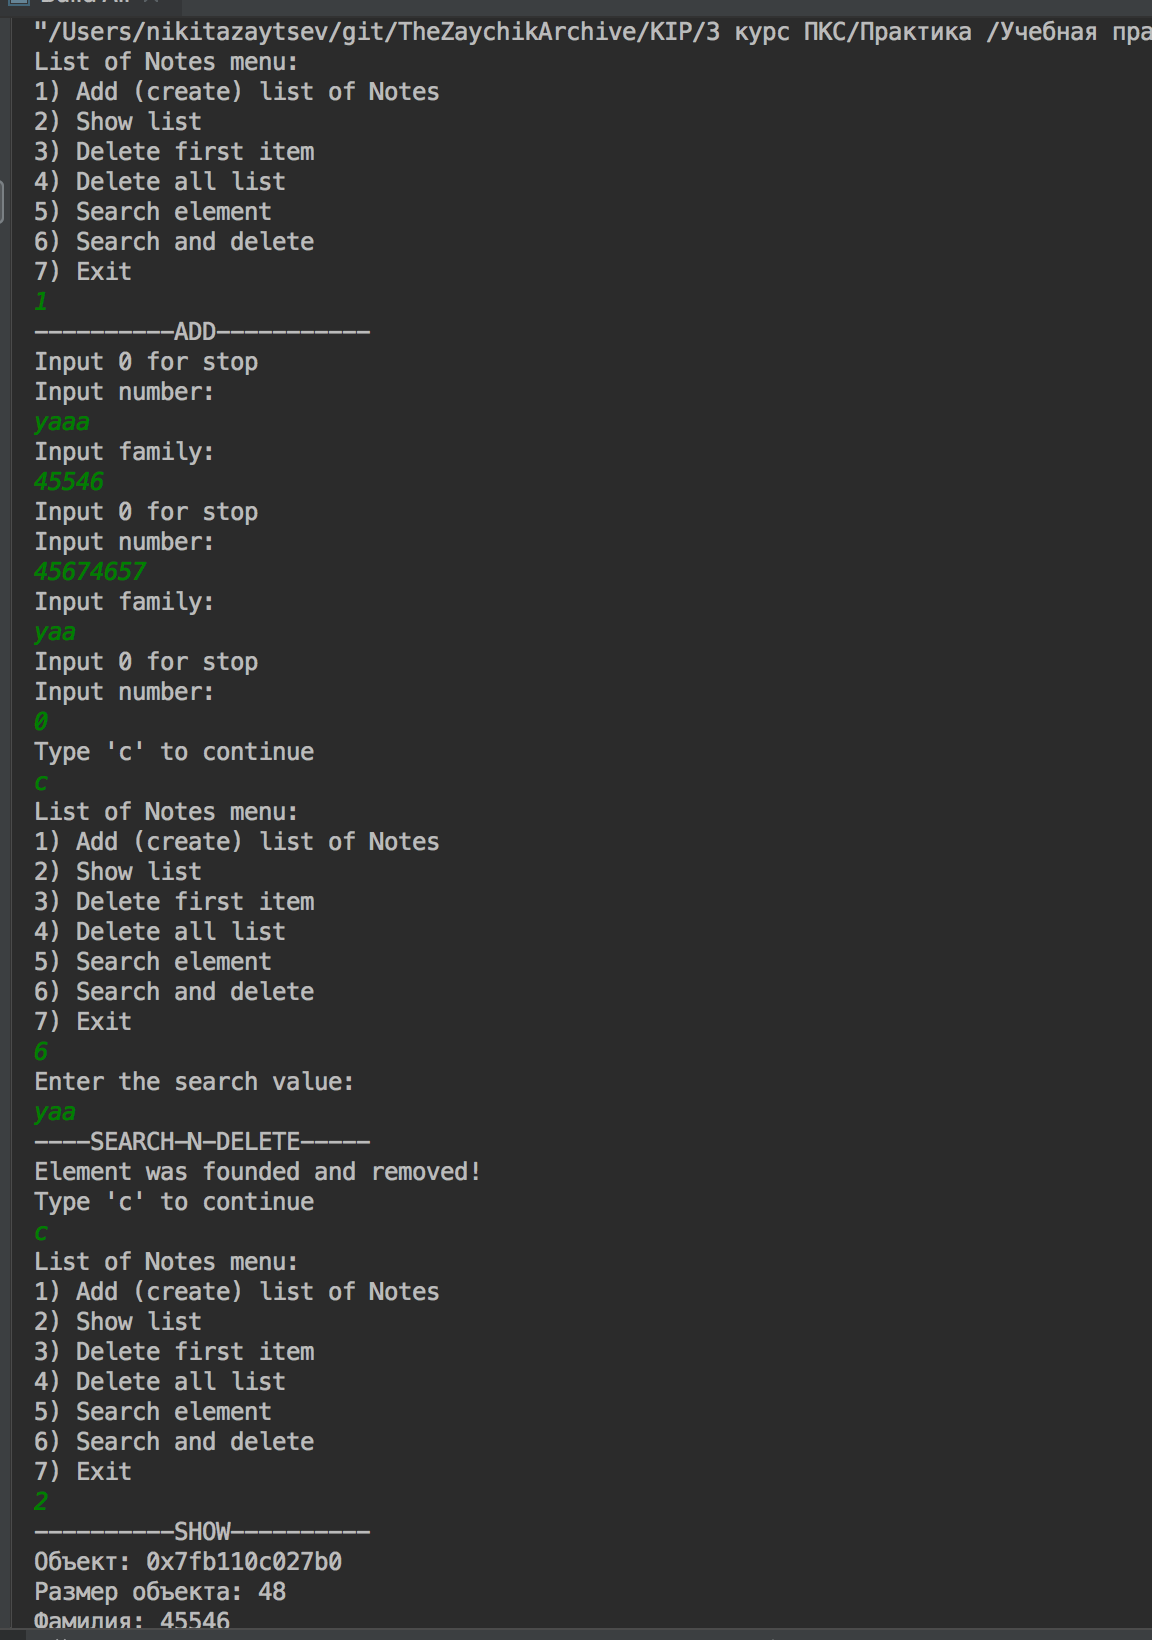 "/Users/nikitazaytsev/git/TheZaychikArchive/KIP/3 курс ПКС/Практика /Учебная пра
List of Notes menu:
1) Add (create) list of Notes
2) Show list
3) Delete first item
4) Delete all list
5) Search element
6) Search and delete
7) Exit
1
----------ADD-----------
Input 0 for stop
Input number:
yaaa
Input family:
45546
Input 0 for stop
Input number:
45674657
Input family:
yaa
Input 0 for stop
Input number:
0
Type 'c' to continue
c
List of Notes menu:
1) Add (create) list of Notes
2) Show list
3) Delete first item
4) Delete all list
5) Search element
6) Search and delete
7) Exit
6
Enter the search value:
yaa
----SEARCH-N-DELETE-----
Element was founded and removed!
Type 'c' to continue
c
List of Notes menu:
1) Add (create) list of Notes
2) Show list
3) Delete first item
4) Delete all list
5) Search element
6) Search and delete
7) Exit
2
----------SHOW----------
Объект: 0x7fb110c027b0
Размер объекта: 48
Фамилия: 45546